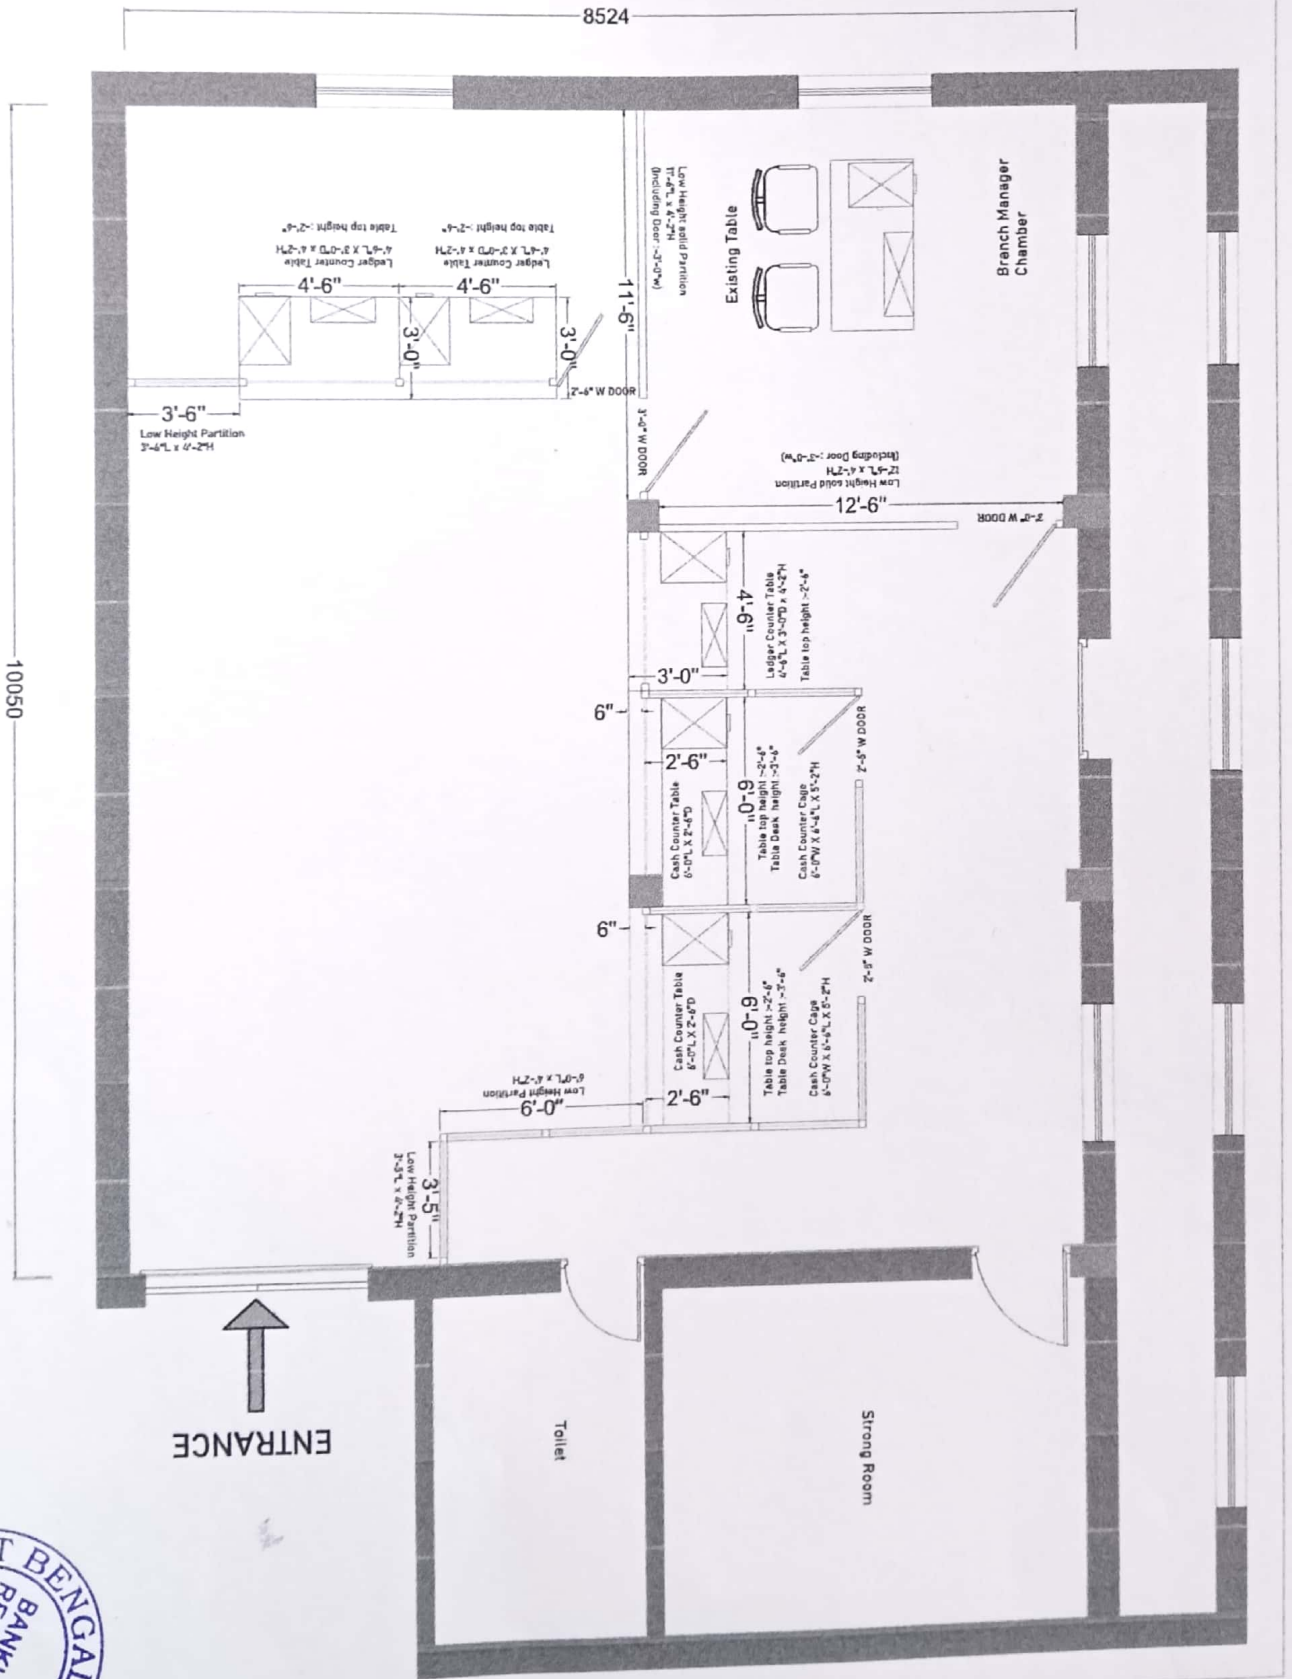 8524
10050
Branch Manager
Chamber
Existing Table
Low Height solid Partition
11'-6"L x 4'-2"H
(Including Door :-3'-0"w)
11'-6"
Table top height :-2'-6"
4'-6"L X 3'-0"D x 4'-2"H
Ledger Counter Table
4'-6"
Table top height :-2'-6"
4'-6"L X 3'-0"D x 4'-2"H
Ledger Counter Table
4'-6"
3'-0"
3'-0"
2'-6" W DOOR
3'-6"
Low Height Partition
3'-6"L x 4'-2"H
3'-0" W DOOR
Low Height solid Partition
12'-6"L x 4'-2"H
(Including Door :-3'-0"w)
12'-6"
3'-0" W DOOR
4'-6"
Ledger Counter Table
4'-6"L X 3'-0"D x 4'-2"H
Table top height :-2'-6"
3'-0"
6"
2'-6"
Cash Counter Table
6'-0"L X 2'-6"D
6'-0"
Table top height :-2'-6"
Table Desk height :-3'-6"
Cash Counter Cage
6'-0"W X 6'-6"L X 5'-2"H
2'-6" W DOOR
6"
Cash Counter Table
6'-0"L X 2'-6"D
6'-0"
Table top height :-2'-6"
Table Desk height :-3'-6"
Cash Counter Cage
6'-0"W X 6'-6"L X 5'-2"H
2'-6" W DOOR
2'-6"
Low Height Partition
6'-0"L x 4'-2"H
6'-0"
3'-5"
Low Height Partition
3'-5"L x 4'-2"H
ENTRANCE
Toilet
Strong Room
BENGAL
BANK